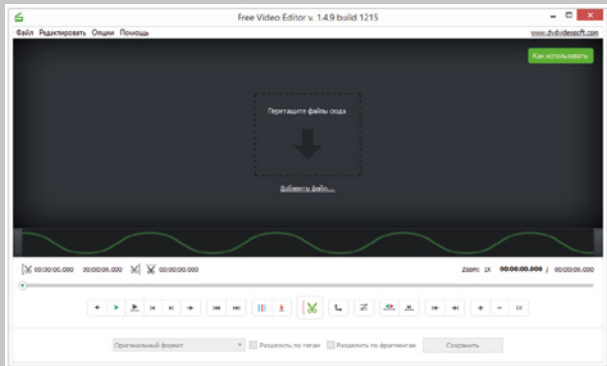 Free Video Editor v. 1.4.9 build 1215
Файл Редактировать Опции Помощь www.dvdvideosoft.com
Как использовать
Перетащите файлы сюда
Добавить файл...
00:00:00.000 00:00:00.000 00:00:00.000 Zoom: 1X 00:00:00.000 / 00:00:00.000
1X
Оригинальный формат Разделить по тегам Разделить по фрагментам Сохранить